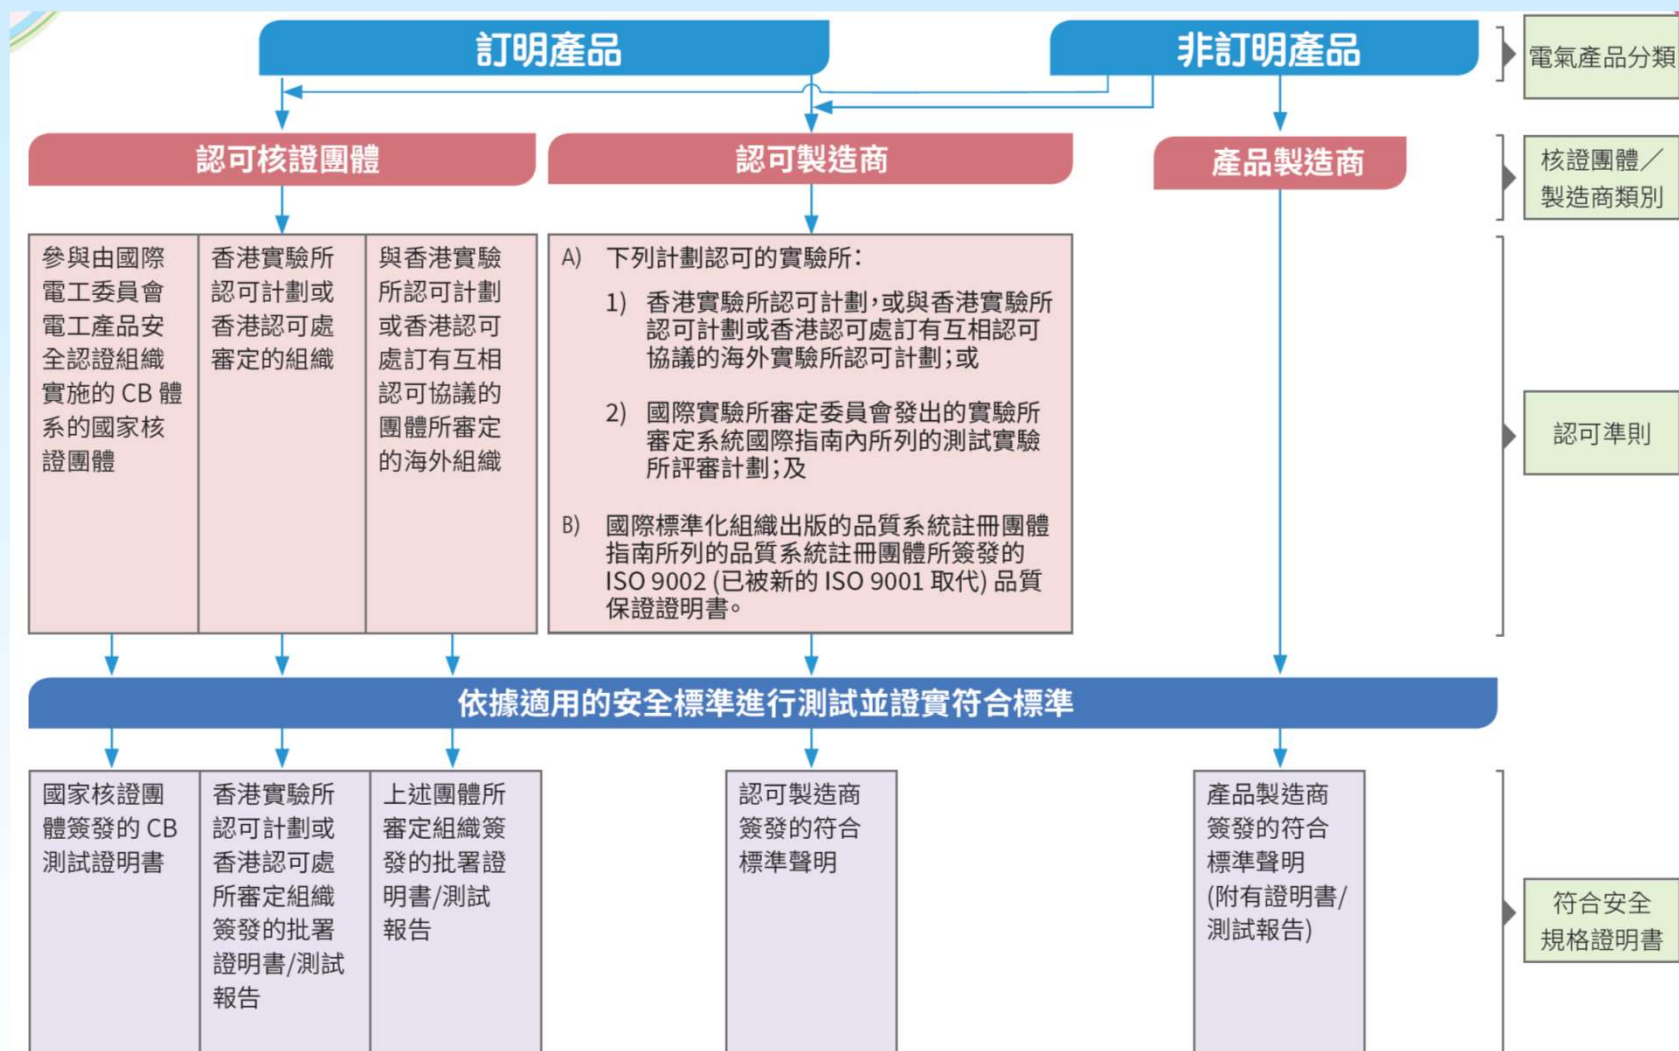 訂明產品
非訂明產品
電氣產品分類
認可核證團體
認可製造商
產品製造商
核證團體／
製造商類別
參與由國際
電工委員會
電工產品安
全認證組織
實施的 CB 體
系的國家核
證團體
香港實驗所
認可計劃或
香港認可處
審定的組織
與香港實驗
所認可計劃
或香港認可
處訂有互相
認可協議的
團體所審定
的海外組織
A) 下列計劃認可的實驗所：
1) 香港實驗所認可計劃，或與香港實驗所
認可計劃或香港認可處訂有互相認可
協議的海外實驗所認可計劃；或
2) 國際實驗所審定委員會發出的實驗所
審定系統國際指南內所列的測試實驗
所評審計劃；及
B) 國際標準化組織出版的品質系統註冊團體
指南所列的品質系統註冊團體所簽發的
ISO 9002 (已被新的 ISO 9001 取代) 品質
保證證明書。
認可準則
依據適用的安全標準進行測試並證實符合標準
國家核證團
體簽發的 CB
測試證明書
香港實驗所
認可計劃或
香港認可處
所審定組織
簽發的批署
證明書/測試
報告
上述團體所
審定組織簽
發的批署證
明書/測試
報告
認可製造商
簽發的符合
標準聲明
產品製造商
簽發的符合
標準聲明
(附有證明書/
測試報告)
符合安全
規格證明書